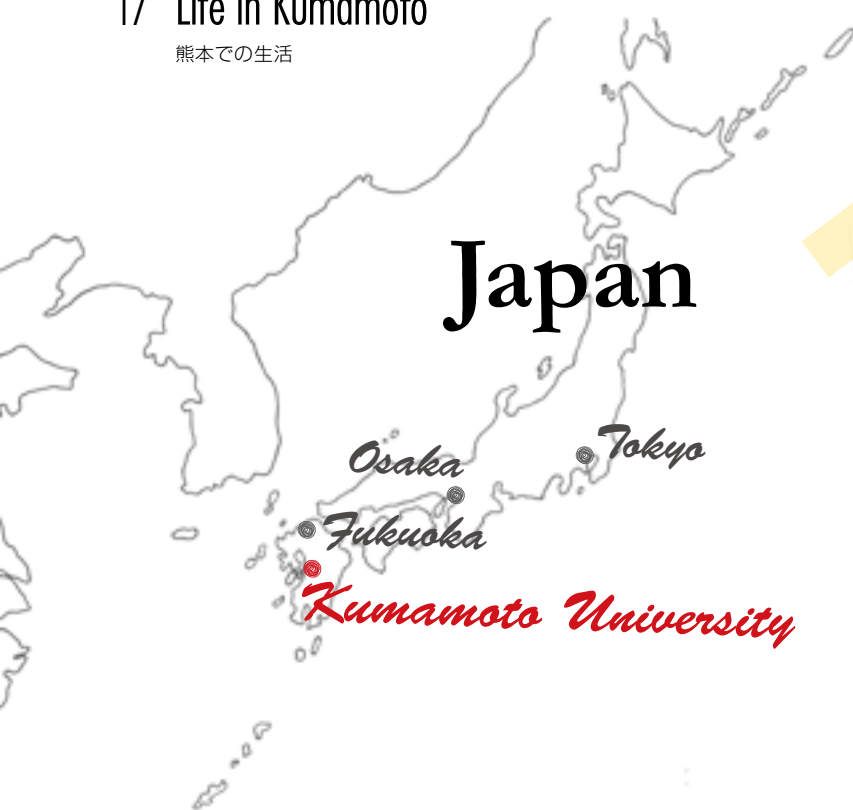 17 Life in Kumamoto
熊本での生活
Japan
Tokyo
Osaka
Fukuoka
Kumamoto University